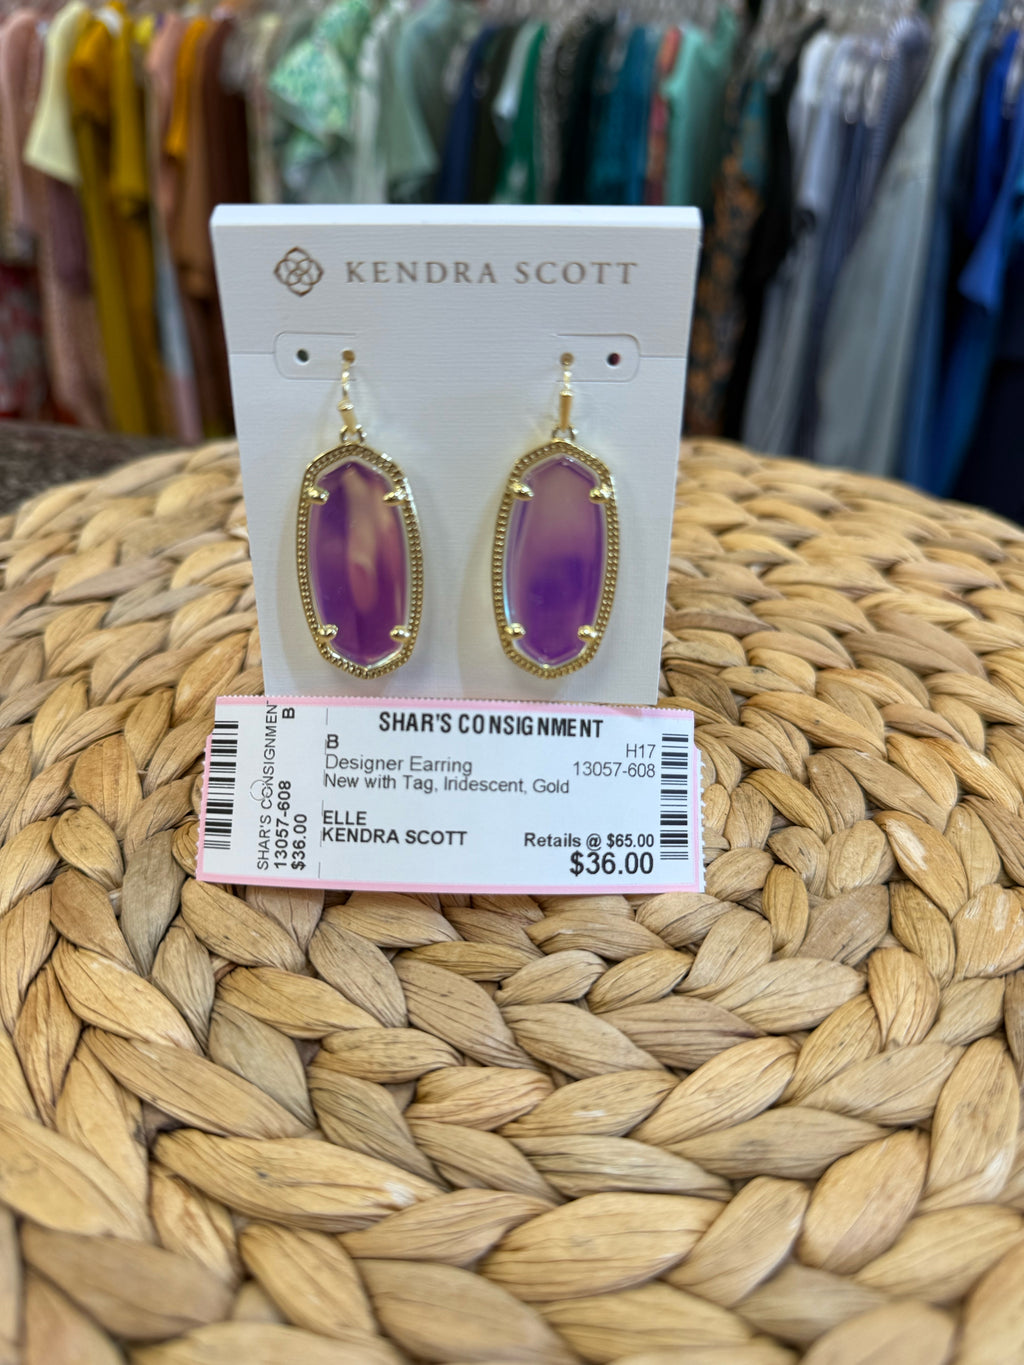 KENDRA SCOTT
SHAR'S CONSIGNMENT
B
H17
Designer Earring
13057-608
New with Tag, Iridescent, Gold
ELLE
KENDRA SCOTT
Retails @ $65.00
$36.00
SHAR'S CONSIGNMENT
B
13057-608
$36.00